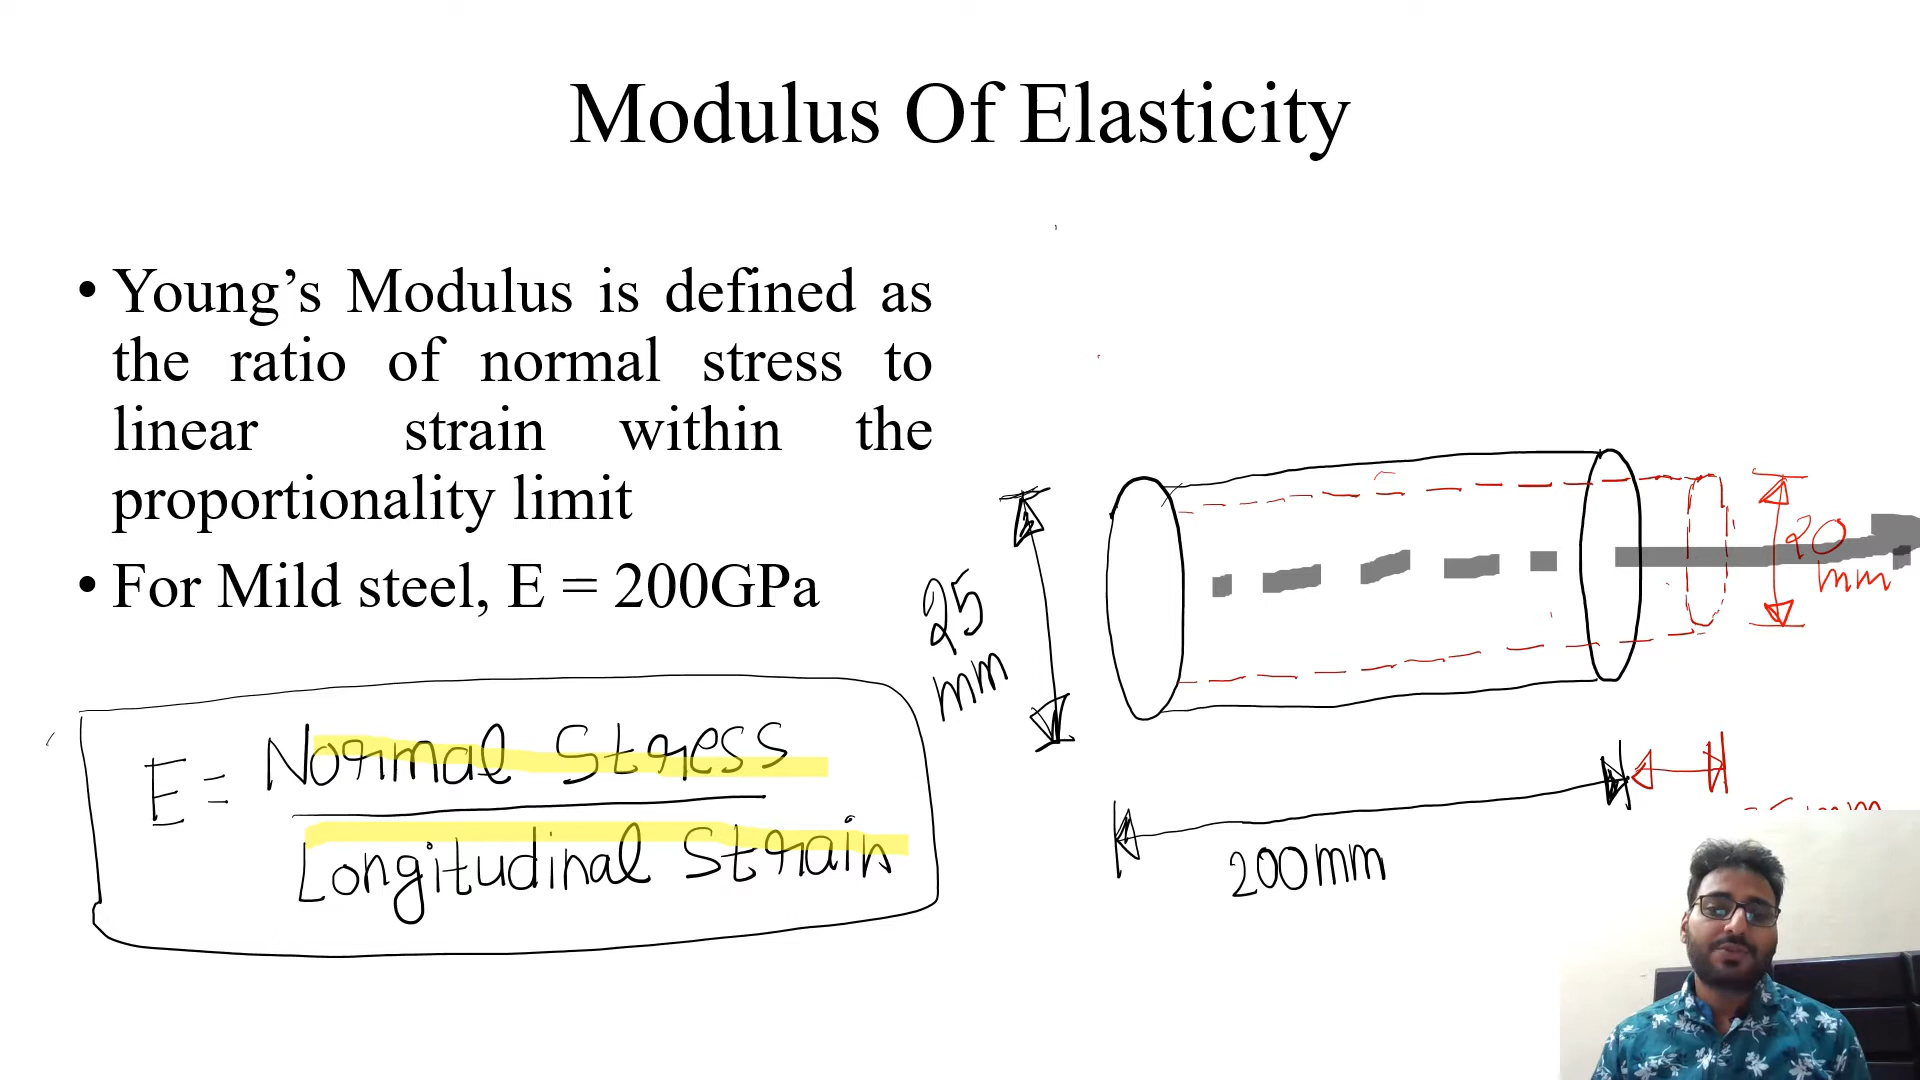 Modulus Of Elasticity
• Young’s Modulus is defined as
the ratio of normal stress to
linear strain within the
proportionality limit
• For Mild steel, E = 200GPa
E = Normal Stress
Longitudinal Strain
25
mm
20
mm
200mm